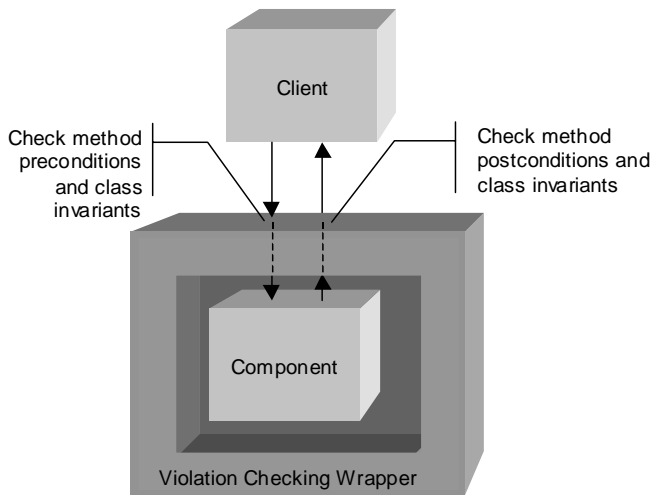 Client
Check method
preconditions
and class
invariants
Check method
postconditions and
class invariants
Component
Violation Checking Wrapper